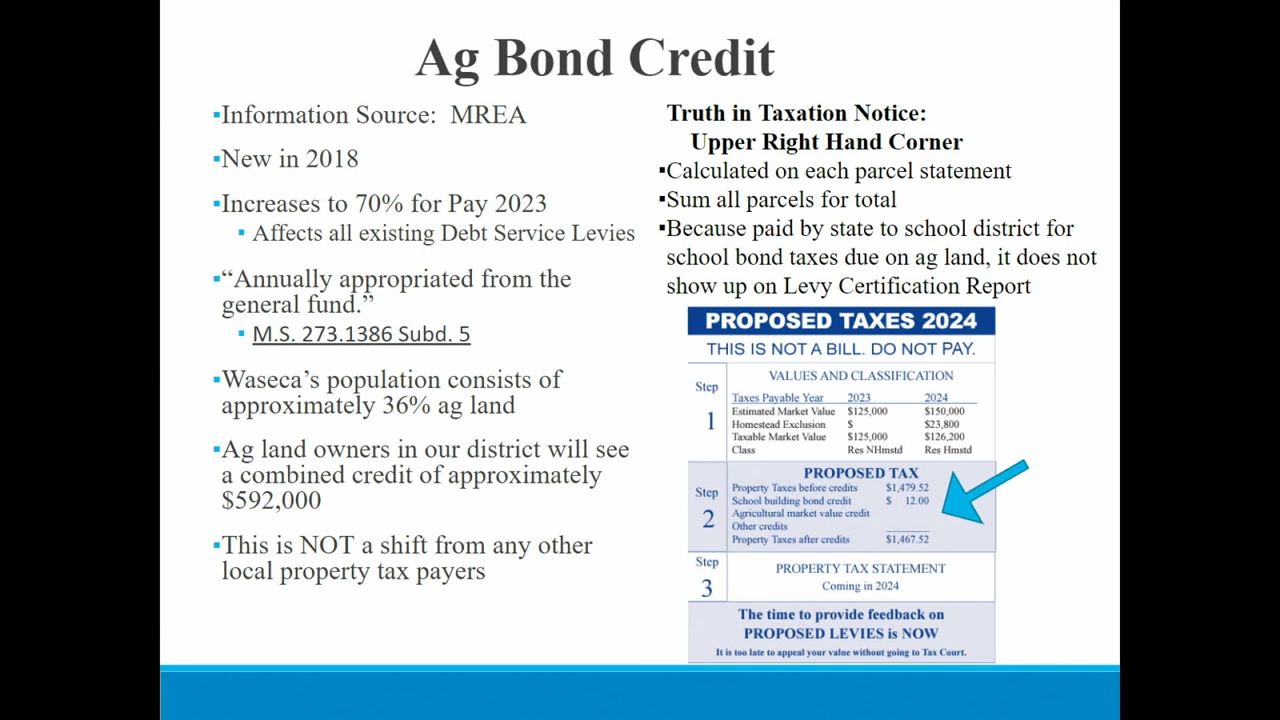 Ag Bond Credit
▪Information Source:  MREA
▪New in 2018
▪Increases to 70% for Pay 2023
▪ Affects all existing Debt Service Levies
▪“Annually appropriated from the
general fund.”
▪ M.S. 273.1386 Subd. 5
▪Waseca’s population consists of
approximately 36% ag land
▪Ag land owners in our district will see
a combined credit of approximately
$592,000
▪This is NOT a shift from any other
local property tax payers
Truth in Taxation Notice:
Upper Right Hand Corner
▪Calculated on each parcel statement
▪Sum all parcels for total
▪Because paid by state to school district for
school bond taxes due on ag land, it does not
show up on Levy Certification Report
PROPOSED TAXES 2024
THIS IS NOT A BILL. DO NOT PAY.
Step
1
VALUES AND CLASSIFICATION
Taxes Payable Year 2023 2024
Estimated Market Value $125,000 $150,000
Homestead Exclusion $ $23,800
Taxable Market Value $125,000 $126,200
Class Res NHmstd Res Hmstd
Step
2
PROPOSED TAX
Property Taxes before credits $1,479.52
School building bond credit $ 12.00
Agricultural market value credit
Other credits
Property Taxes after credits $1,467.52
Step
3
PROPERTY TAX STATEMENT
Coming in 2024
The time to provide feedback on
PROPOSED LEVIES is NOW
It is too late to appeal your value without going to Tax Court.